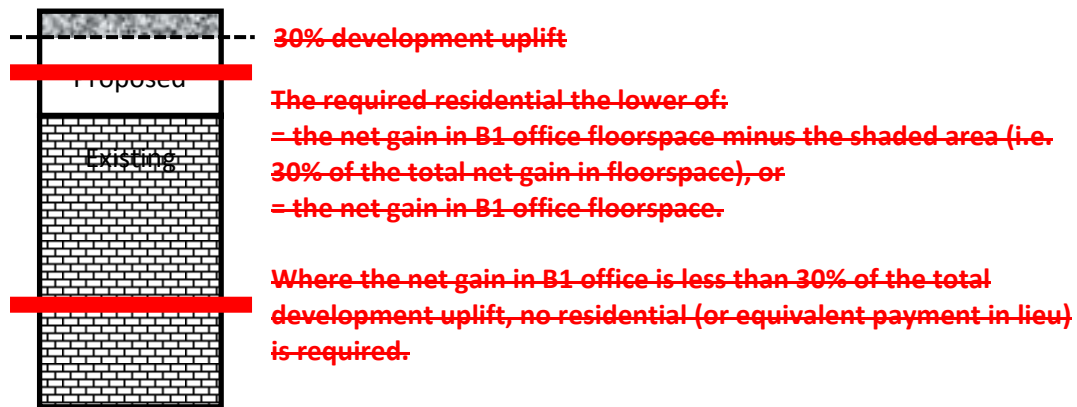 30% development uplift
Proposed
The required residential the lower of:
= the net gain in B1 office floorspace minus the shaded area (i.e.
30% of the total net gain in floorspace), or
= the net gain in B1 office floorspace.
Existing
Where the net gain in B1 office is less than 30% of the total
development uplift, no residential (or equivalent payment in lieu)
is required.